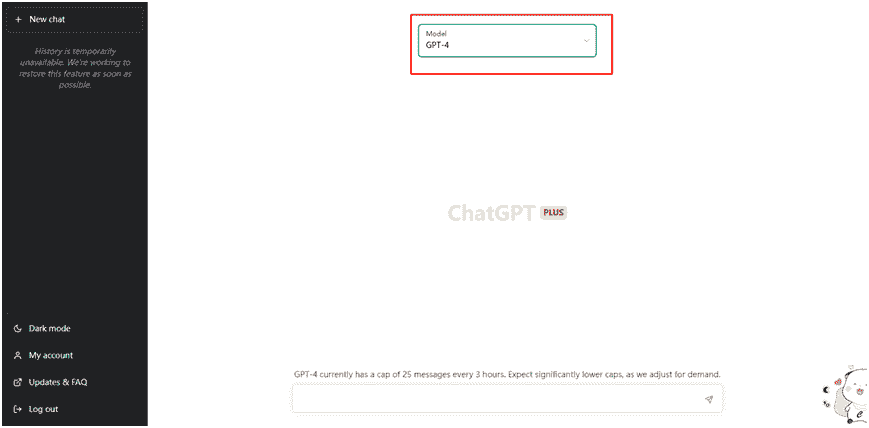 + New chat
History is temporarily
unavailable. We're working to
restore this feature as soon as
possible.
Model
GPT-4
ChatGPT PLUS
GPT-4 currently has a cap of 25 messages every 3 hours. Expect significantly lower caps, as we adjust for demand.
Dark mode
My account
Updates & FAQ
Log out